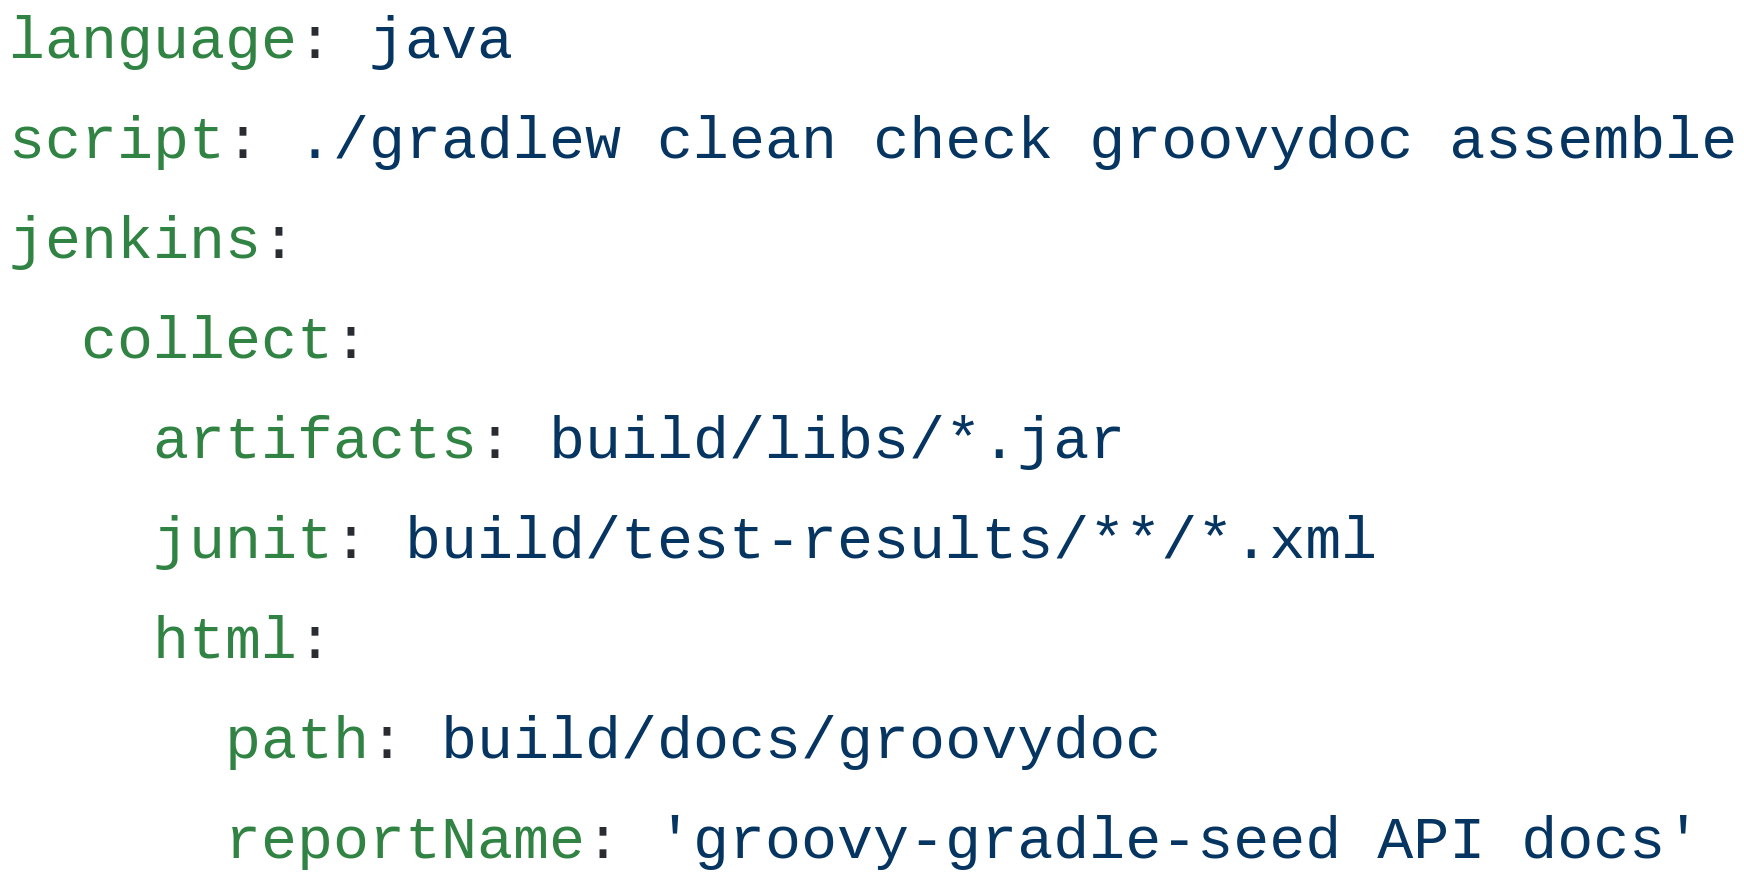 language: java
script: ./gradlew clean check groovydoc assemble
jenkins:
  collect:
    artifacts: build/libs/*.jar
    junit: build/test-results/**/*.xml
    html:
      path: build/docs/groovydoc
      reportName: 'groovy-gradle-seed API docs'